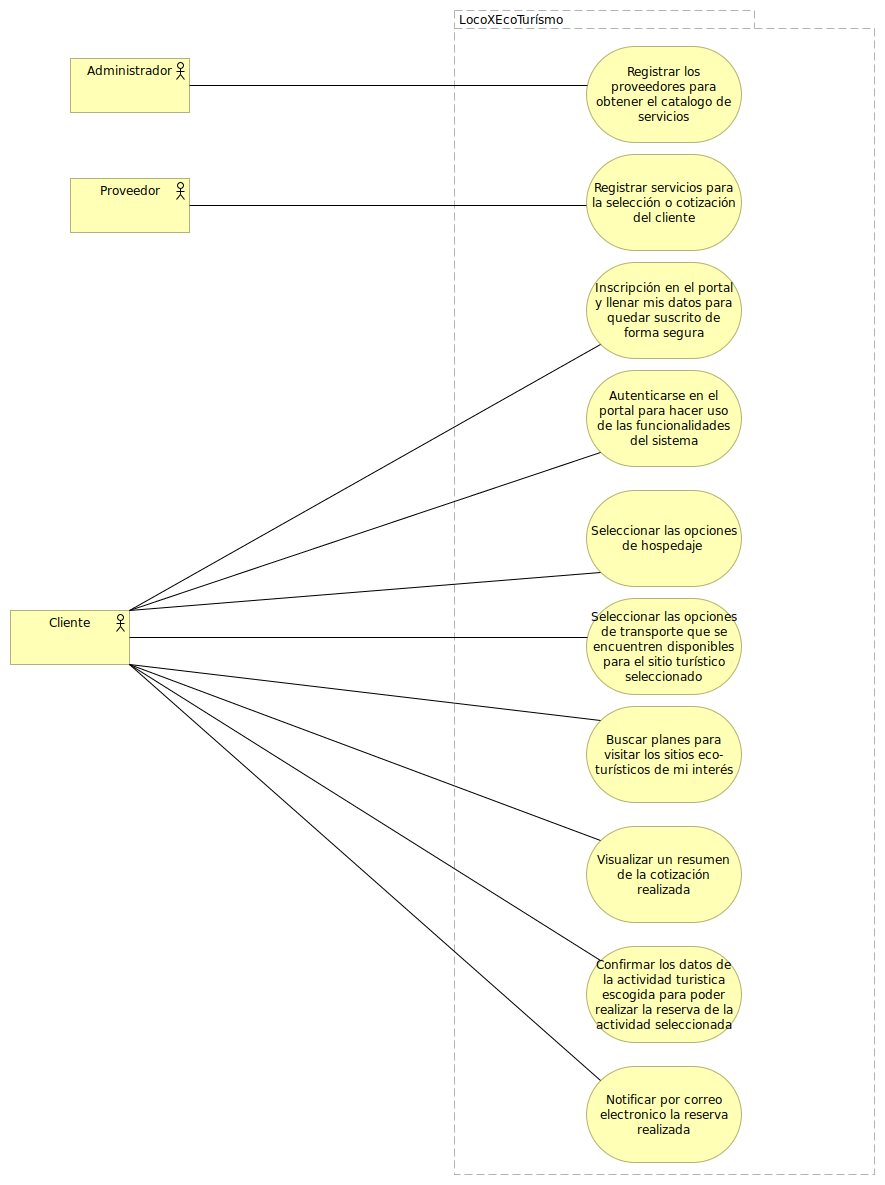 LocoXEcoTurísmo
Administrador
Registrar los
proveedores para
obtener el catalogo de
servicios
Proveedor
Registrar servicios para
la selección o cotización
del cliente
Inscripción en el portal
y llenar mis datos para
quedar suscrito de
forma segura
Autenticarse en el
portal para hacer uso
de las funcionalidades
del sistema
Seleccionar las opciones
de hospedaje
Cliente
Seleccionar las opciones
de transporte que se
encuentren disponibles
para el sitio turístico
seleccionado
Buscar planes para
visitar los sitios eco-
turísticos de mi interés
Visualizar un resumen
de la cotización
realizada
Confirmar los datos de
la actividad turistica
escogida para poder
realizar la reserva de la
actividad seleccionada
Notificar por correo
electronico la reserva
realizada